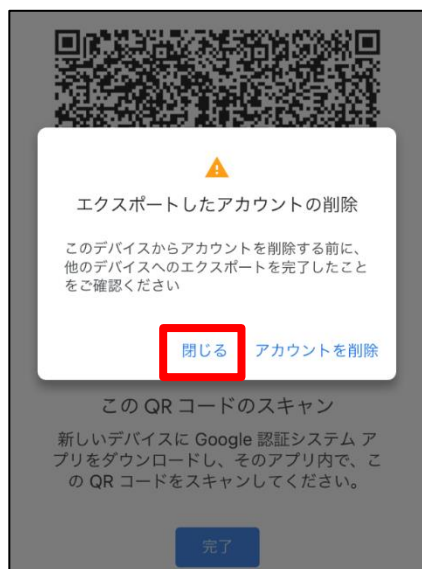 エクスポートしたアカウントの削除
このデバイスからアカウントを削除する前に、
他のデバイスへのエクスポートを完了したこと
をご確認ください
閉じる アカウントを削除
この QR コードのスキャン
新しいデバイスに Google 認証システム ア
プリをダウンロードし、そのアプリ内で、こ
の QR コードをスキャンしてください。
完了